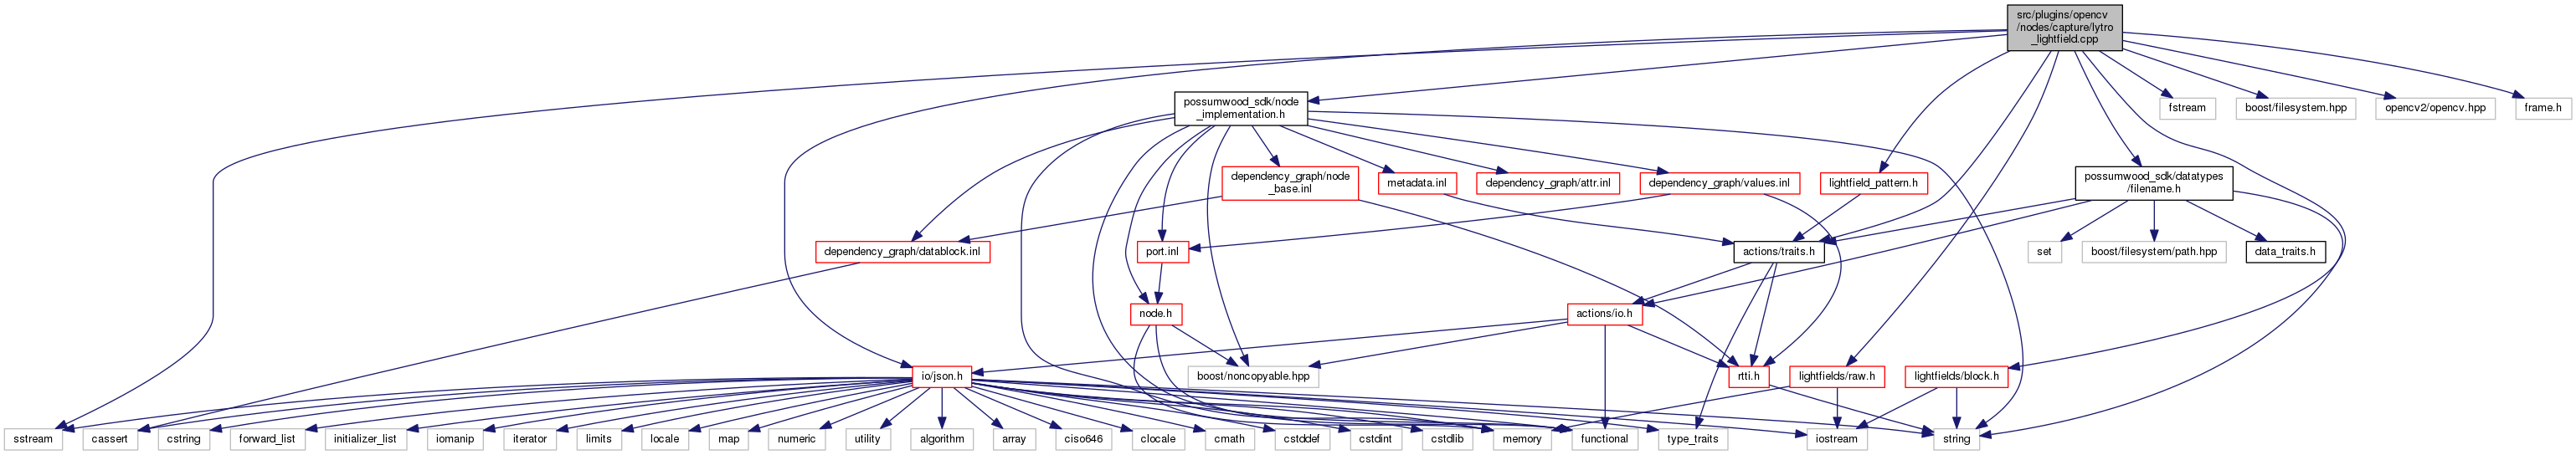 src/plugins/opencv
/nodes/capture/lytro
_lightfield.cpp
possumwood_sdk/node
_implementation.h
fstream
boost/filesystem.hpp
opencv2/opencv.hpp
frame.h
dependency_graph/node
_base.inl
metadata.inl
dependency_graph/attr.inl
dependency_graph/values.inl
lightfield_pattern.h
possumwood_sdk/datatypes
/filename.h
dependency_graph/datablock.inl
port.inl
actions/traits.h
set
boost/filesystem/path.hpp
data_traits.h
node.h
actions/io.h
io/json.h
boost/noncopyable.hpp
rtti.h
lightfields/raw.h
lightfields/block.h
sstream
cassert
cstring
forward_list
initializer_list
iomanip
iterator
limits
locale
map
numeric
utility
algorithm
array
ciso646
clocale
cmath
cstddef
cstdint
cstdlib
memory
functional
type_traits
iostream
string